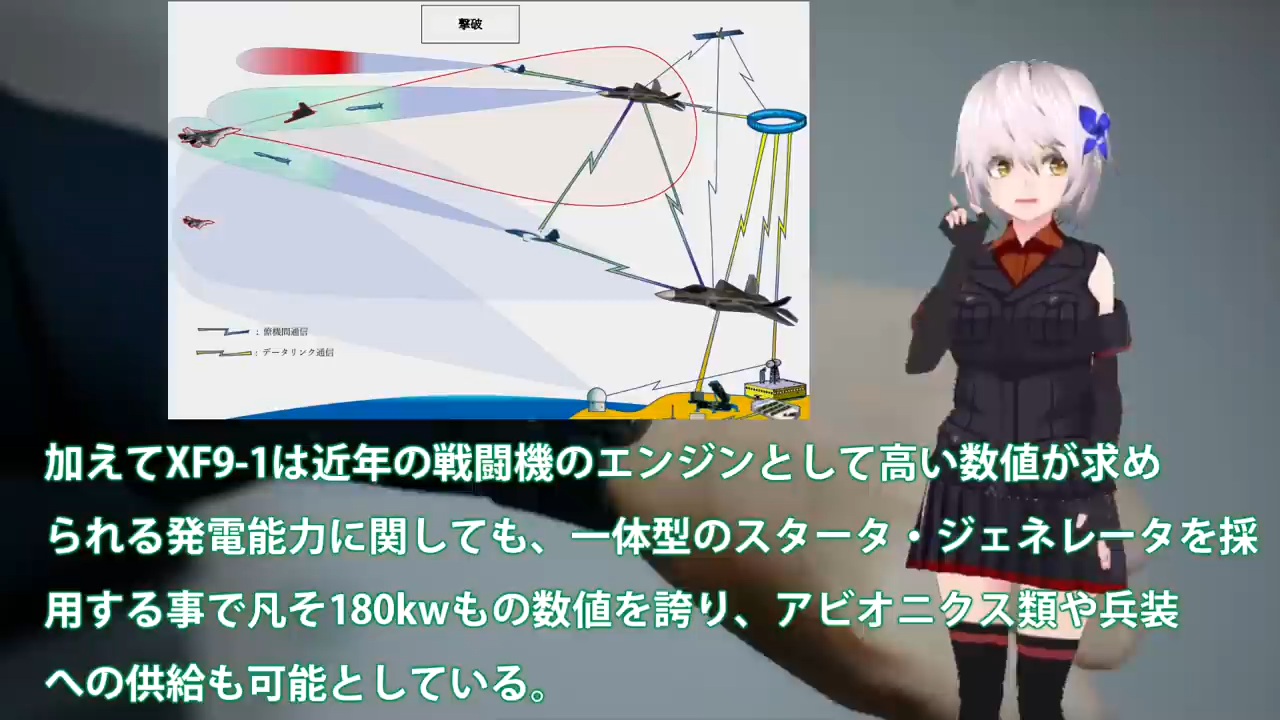 撃破
：僚機間通信
：データリンク通信
加えてXF9-1は近年の戦闘機のエンジンとして高い数値が求め
られる発電能力に関しても、一体型のスタータ・ジェネレータを採
用する事で凡そ180kwもの数値を誇り、アビオニクス類や兵装
への供給も可能としている。